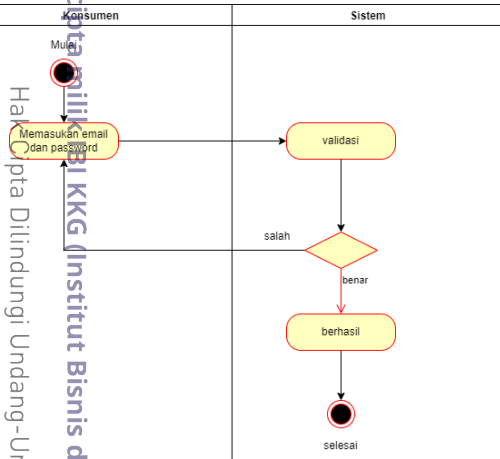 Konsumen
Sistem
Mulai
Memasukan email
dan password
validasi
salah
benar
berhasil
selesai
cipta milik IBI KKG (Institut Bisnis d
Hak Cipta Dilindungi Undang-Un